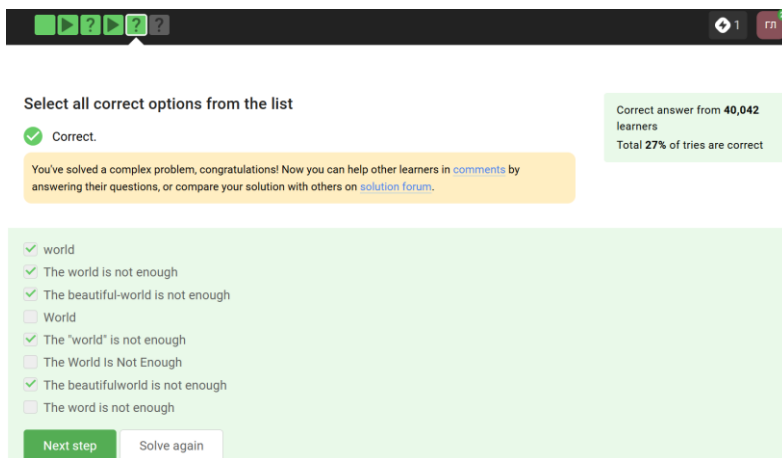 ? ? ?
1 ГЛ
Select all correct options from the list
Correct.
You've solved a complex problem, congratulations! Now you can help other learners in comments by
answering their questions, or compare your solution with others on solution forum.
Correct answer from 40,042
learners
Total 27% of tries are correct
world
The world is not enough
The beautiful-world is not enough
World
The "world" is not enough
The World Is Not Enough
The beautifulworld is not enough
The word is not enough
Next step Solve again